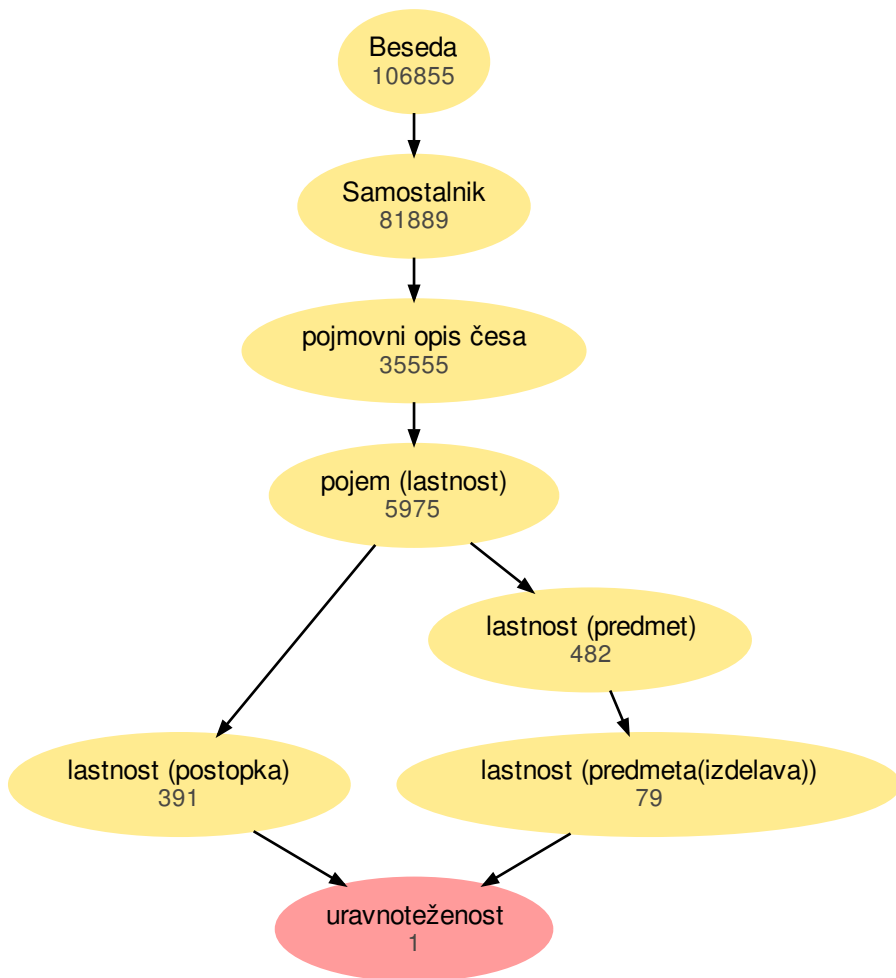 Beseda
106855
Samostalnik
81889
pojmovni opis česa
35555
pojem (lastnost)
5975
lastnost (predmet)
482
lastnost (postopka)
391
lastnost (predmeta(izdelava))
79
uravnoteženost
1